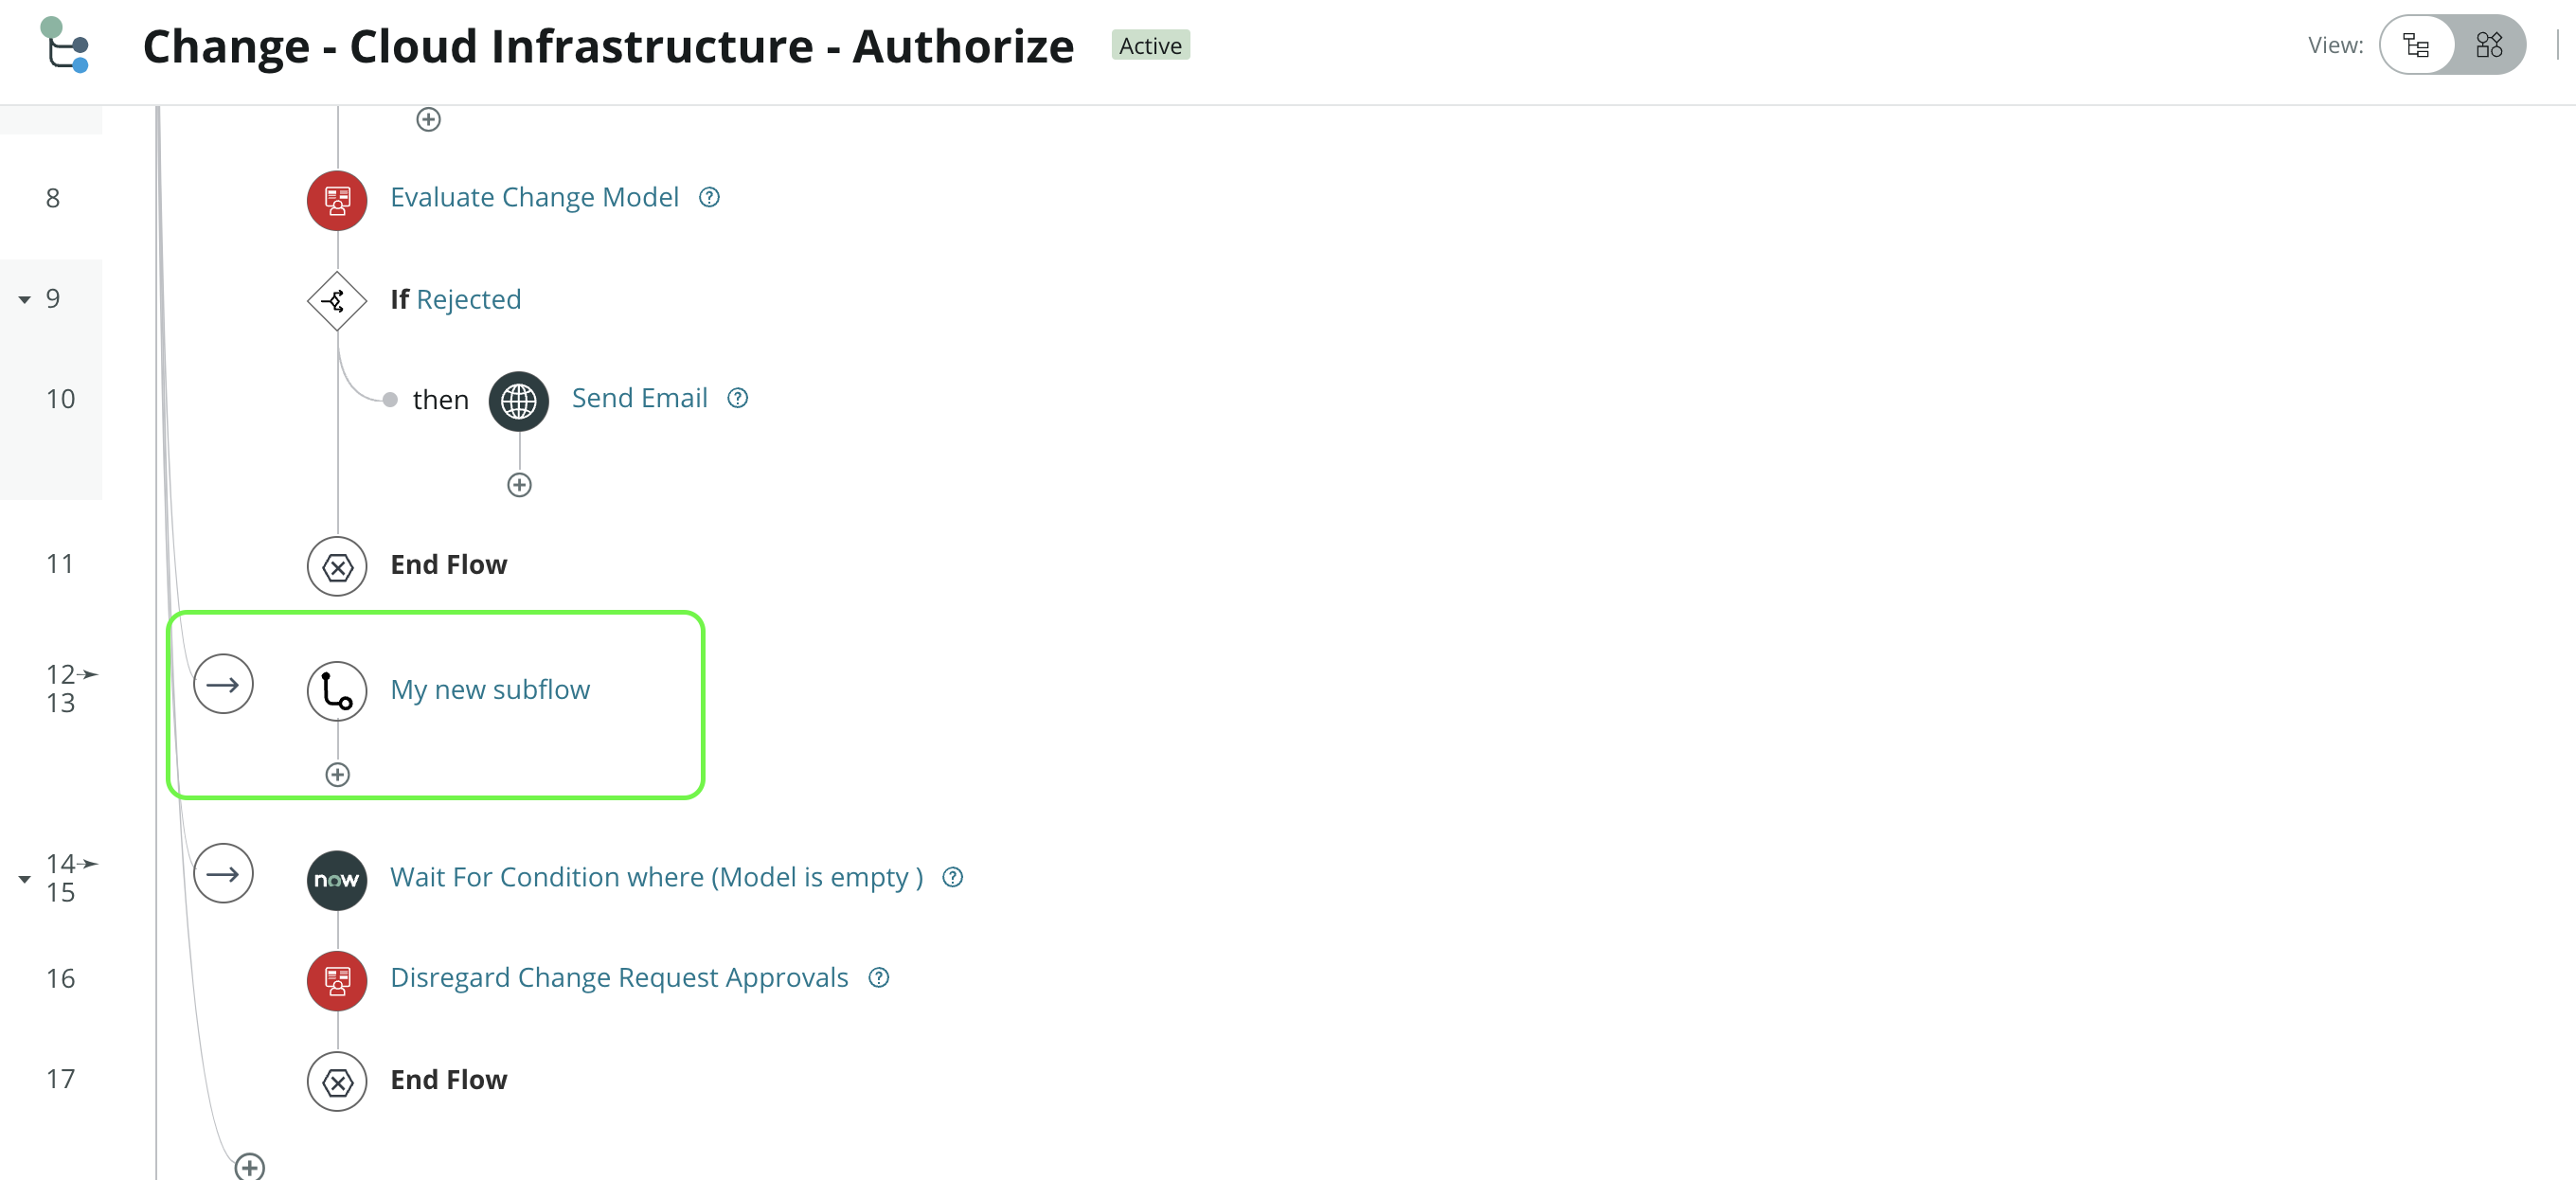 Change - Cloud Infrastructure - Authorize Active View:
8 Evaluate Change Model ?
9 If Rejected
10 then Send Email ?
11 End Flow
12
13 My new subflow
14
15 now Wait For Condition where (Model is empty ) ?
16 Disregard Change Request Approvals ?
17 End Flow